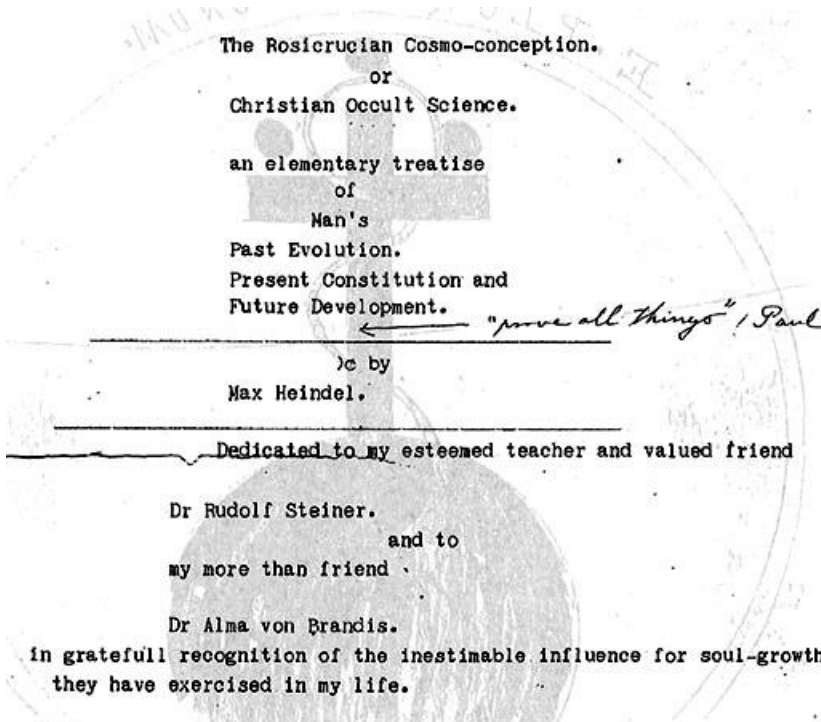 The Rosicrucian Cosmo-conception.
or
Christian Occult Science.
an elementary treatise
of
Man's
Past Evolution.
Present Constitution and
Future Development.
"prove all things", Paul
by
Max Heindel.
Dedicated to my esteemed teacher and valued friend
Dr Rudolf Steiner.
and to
my more than friend
Dr Alma von Brandis.
in gratefull recognition of the inestimable influence for soul-growth
they have exercised in my life.